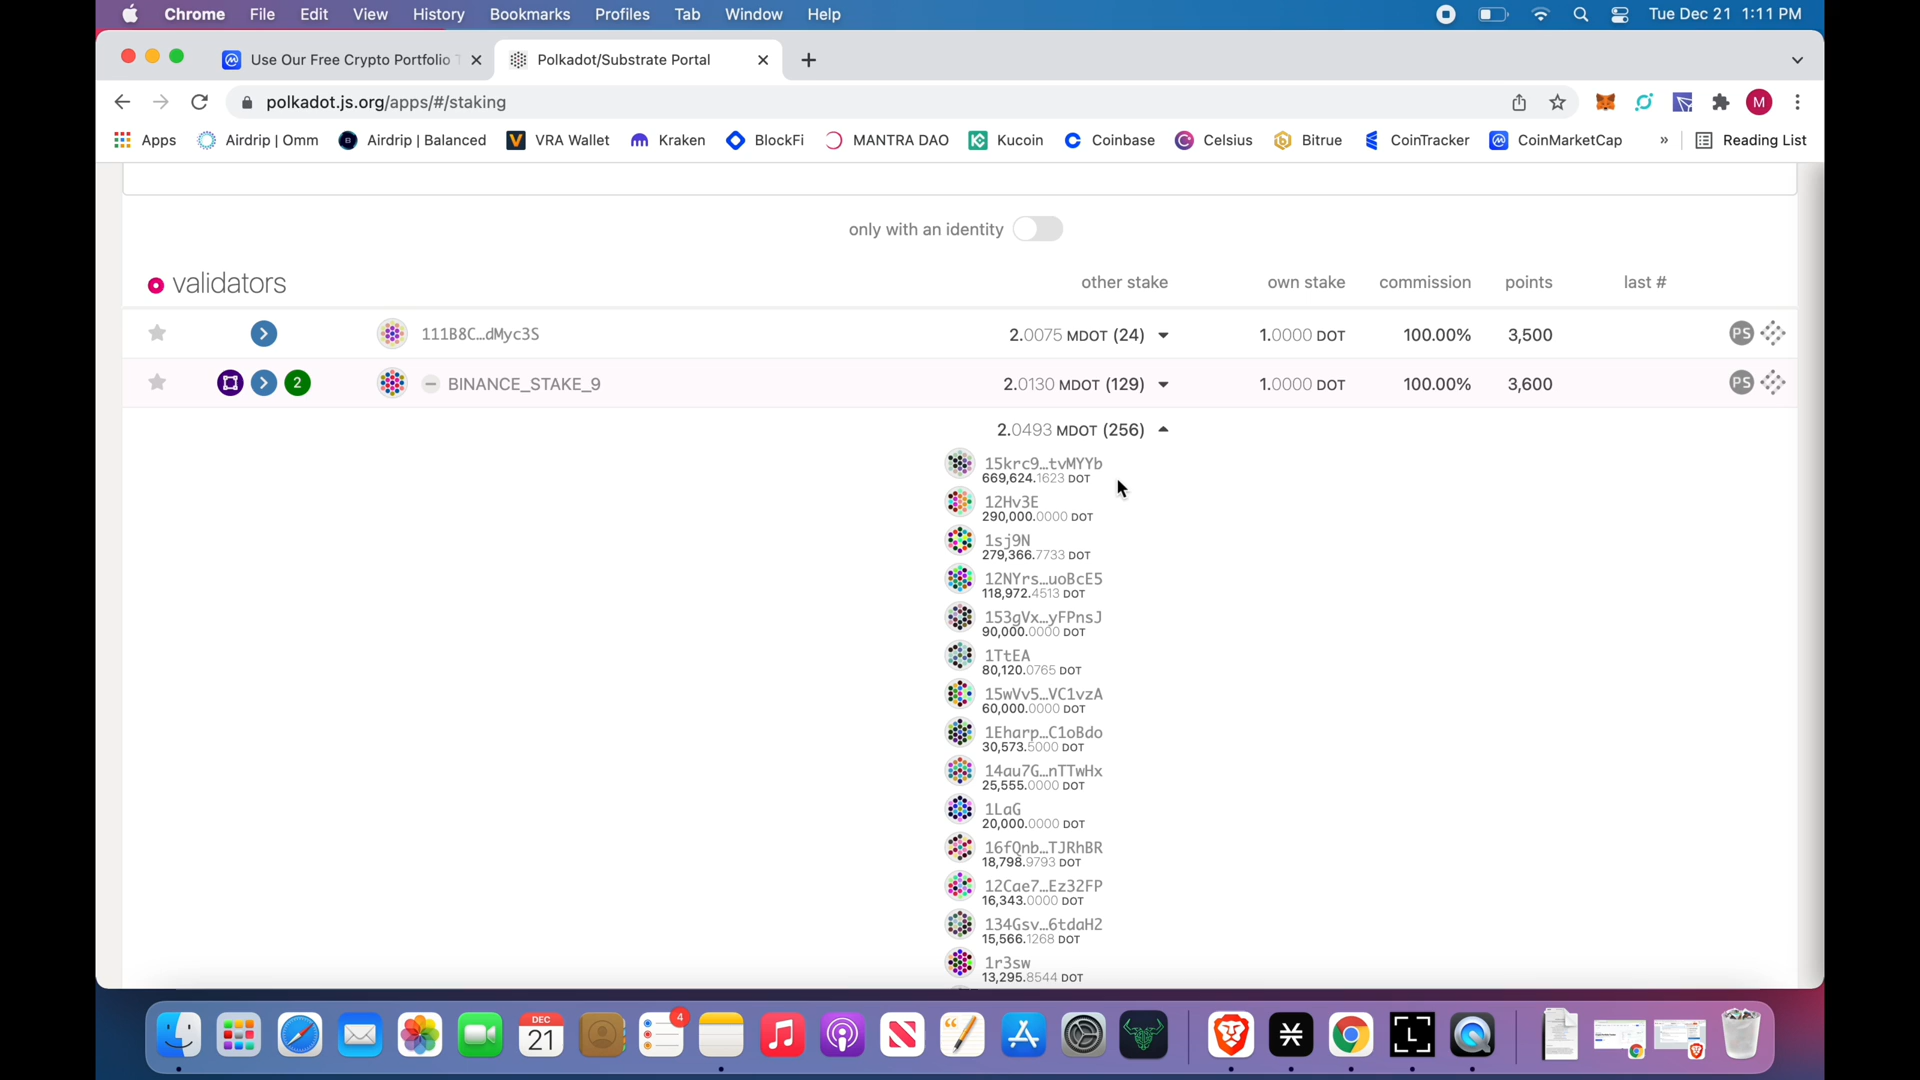 Chrome File Edit View History Bookmarks Profiles Tab Window Help Tue Dec 21 1:11 PM
Use Our Free Crypto Portfolio T Polkadot/Substrate Portal
polkadot.js.org/apps/#/staking M
Apps Airdrip | Omm Airdrip | Balanced VRA Wallet Kraken BlockFi MANTRA DAO Kucoin Coinbase Celsius Bitrue CoinTracker CoinMarketCap » Reading List
only with an identity
validators other stake own stake commission points last #
111B8C…dMyc3S 2.0075 MDOT (24) 1.0000 DOT 100.00% 3,500 PS
2 BINANCE_STAKE_9 2.0130 MDOT (129) 1.0000 DOT 100.00% 3,600 PS
2.0493 MDOT (256)
15krc9…tvMYYb
669,624.1623 DOT
12Hv3E
290,000.0000 DOT
1sj9N
279,366.7733 DOT
12NYrs…uoBcE5
118,972.4513 DOT
153gVx…yFPnsJ
90,000.0000 DOT
1TtEA
80,120.0765 DOT
15wVv5…VC1vzA
60,000.0000 DOT
1Eharp…C1oBdo
30,573.5000 DOT
14au7G…nTTwHx
25,555.0000 DOT
1LaG
20,000.0000 DOT
16fQnb…TJRhBR
18,798.9793 DOT
12Cae7…Ez32FP
16,343.0000 DOT
134Gsv…6tdaH2
15,566.1268 DOT
1r3sw
13,295.8544 DOT
DEC
21
4
L